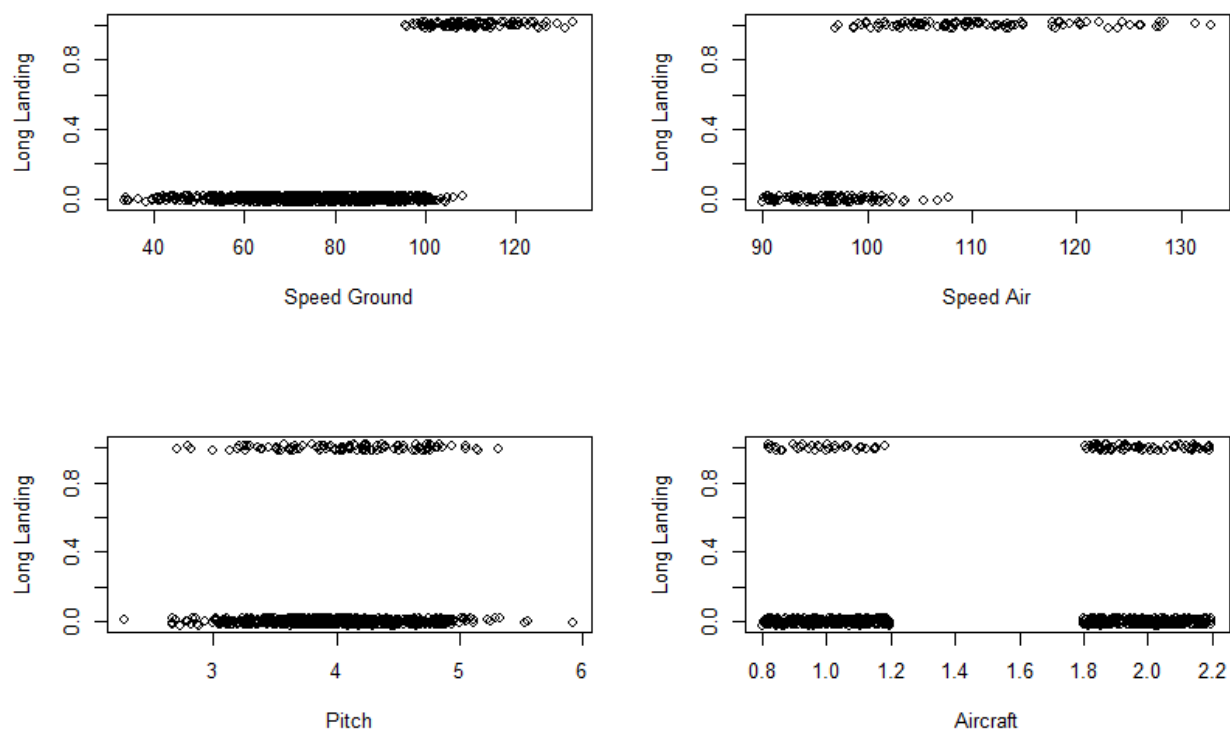 Long Landing
0.0 0.4 0.8
40 60 80 100 120
Speed Ground
Long Landing
0.0 0.4 0.8
90 100 110 120 130
Speed Air
Long Landing
0.0 0.4 0.8
3 4 5 6
Pitch
Long Landing
0.0 0.4 0.8
0.8 1.0 1.2 1.4 1.6 1.8 2.0 2.2
Aircraft